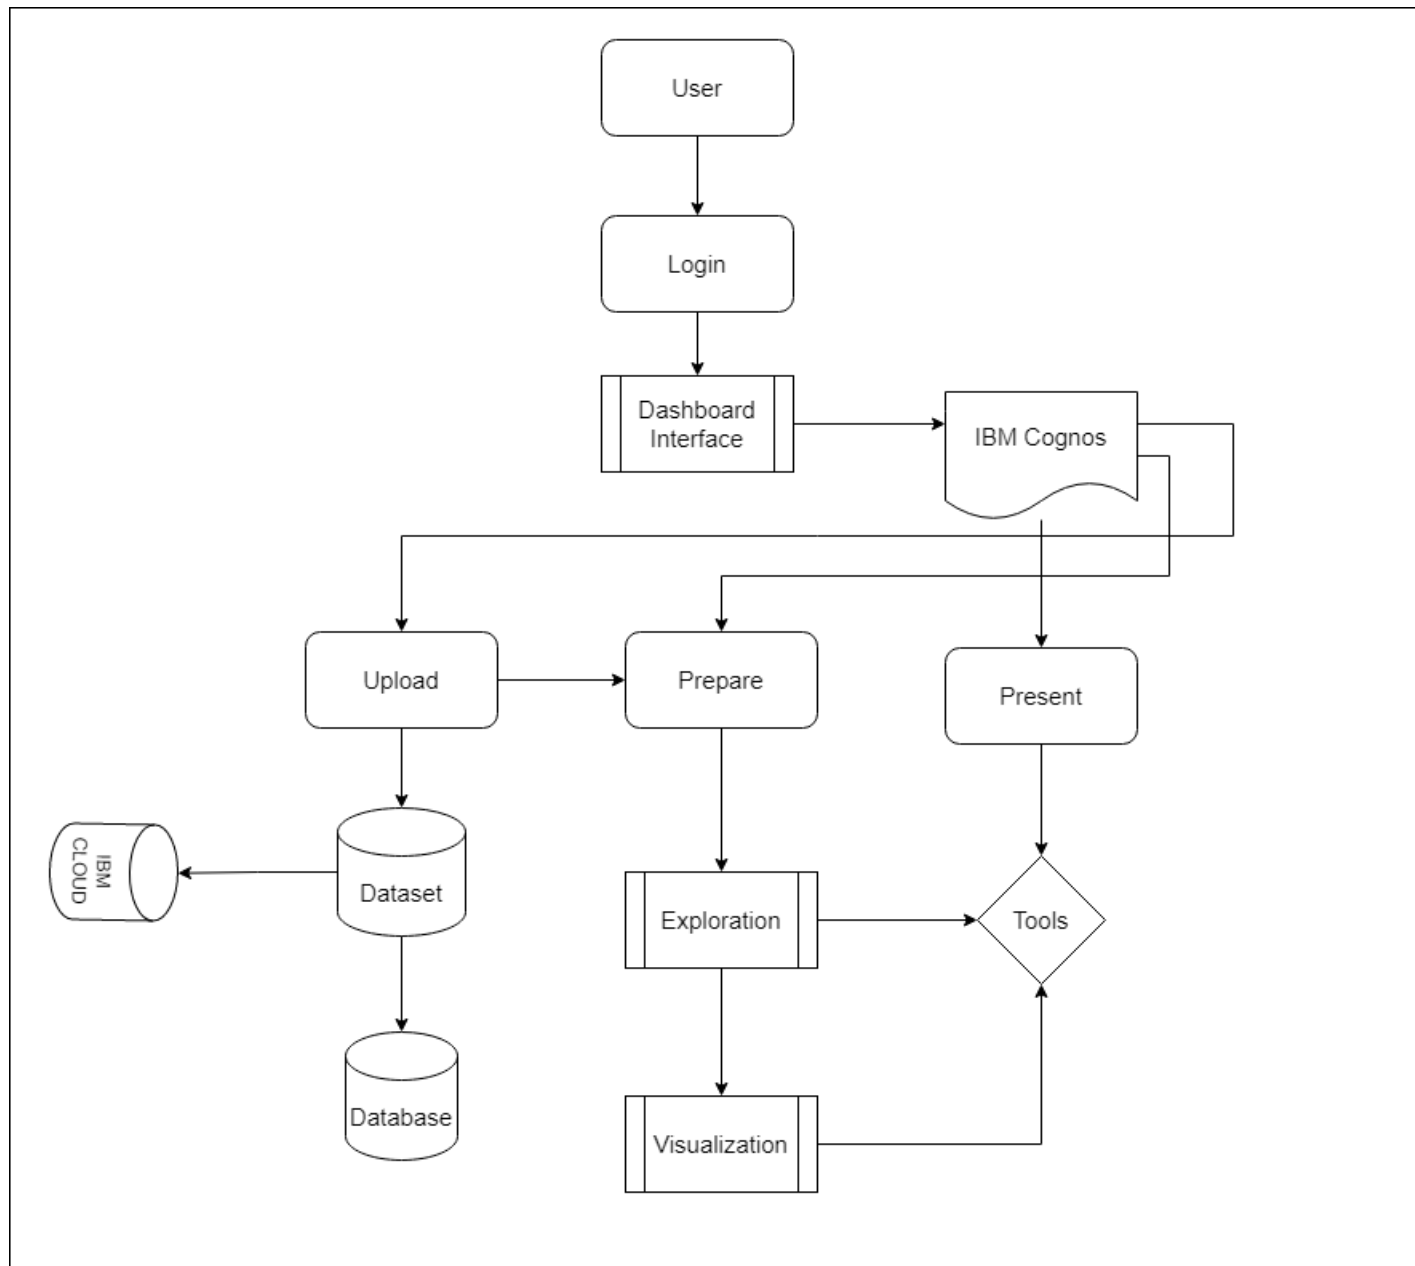 User
Login
Dashboard
Interface
IBM Cognos
Upload
Prepare
Present
IBM
CLOUD
Dataset
Exploration
Tools
Database
Visualization